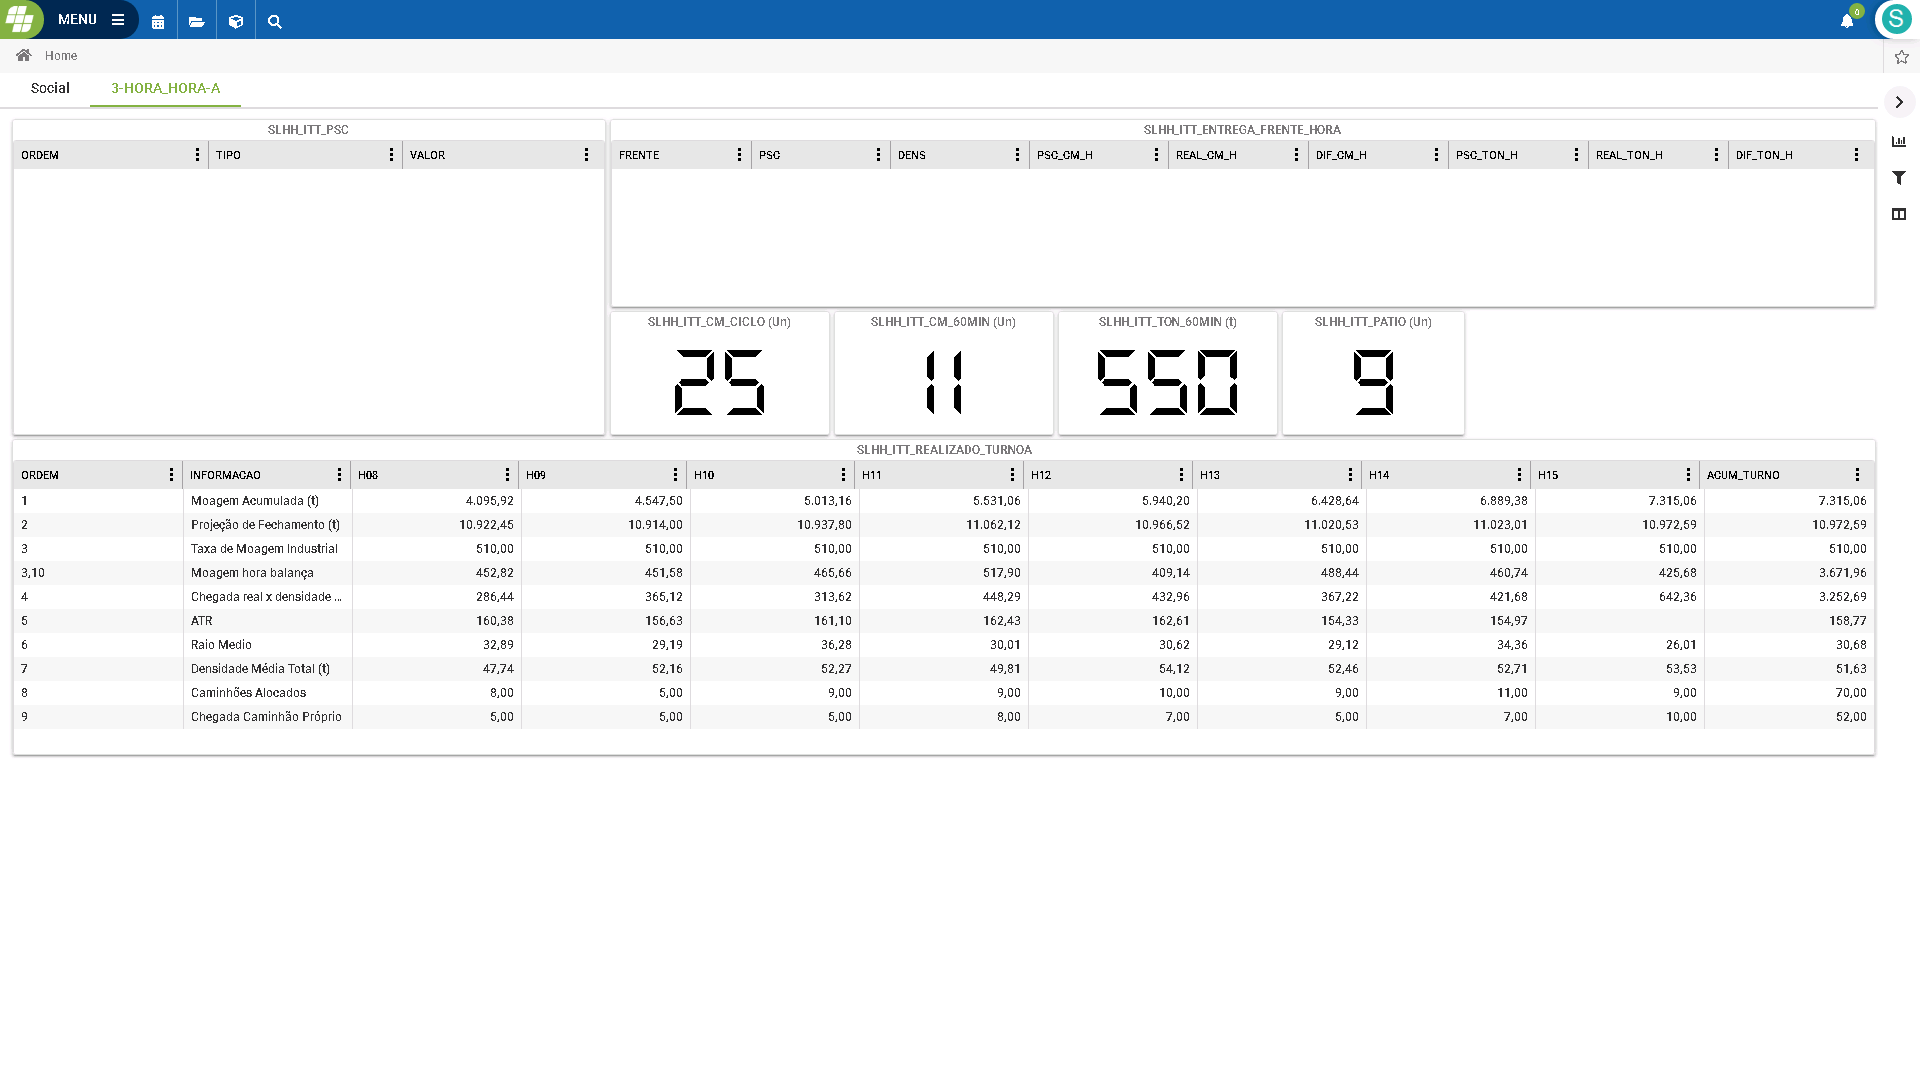 MENU
0
S
Home
Social 3-HORA_HORA-A
SLHH_ITT_PSC
ORDEM TIPO VALOR
SLHH_ITT_ENTREGA_FRENTE_HORA
FRENTE PSC DENS PSC_CM_H REAL_CM_H DIF_CM_H PSC_TON_H REAL_TON_H DIF_TON_H
SLHH_ITT_CM_CICLO (Un) SLHH_ITT_CM_60MIN (Un) SLHH_ITT_TON_60MIN (t) SLHH_ITT_PATIO (Un)
25 11 550 9
SLHH_ITT_REALIZADO_TURNOA
ORDEM INFORMACAO H08 H09 H10 H11 H12 H13 H14 H15 ACUM_TURNO
1 Moagem Acumulada (t) 4.095,92 4.547,50 5.013,16 5.531,06 5.940,20 6.428,64 6.889,38 7.315,06 7.315,06
2 Projeção de Fechamento (t) 10.922,45 10.914,00 10.937,80 11.062,12 10.966,52 11.020,53 11.023,01 10.972,59 10.972,59
3 Taxa de Moagem Industrial 510,00 510,00 510,00 510,00 510,00 510,00 510,00 510,00 510,00
3,10 Moagem hora balança 452,82 451,58 465,66 517,90 409,14 488,44 460,74 425,68 3.671,96
4 Chegada real x densidade ... 286,44 365,12 313,62 448,29 432,96 367,22 421,68 642,36 3.252,69
5 ATR 160,38 156,63 161,10 162,43 162,61 154,33 154,97 158,77
6 Raio Medio 32,89 29,19 36,28 30,01 30,62 29,12 34,36 26,01 30,68
7 Densidade Média Total (t) 47,74 52,16 52,27 49,81 54,12 52,46 52,71 53,53 51,63
8 Caminhões Alocados 8,00 5,00 9,00 9,00 10,00 9,00 11,00 9,00 70,00
9 Chegada Caminhão Próprio 5,00 5,00 5,00 8,00 7,00 5,00 7,00 10,00 52,00